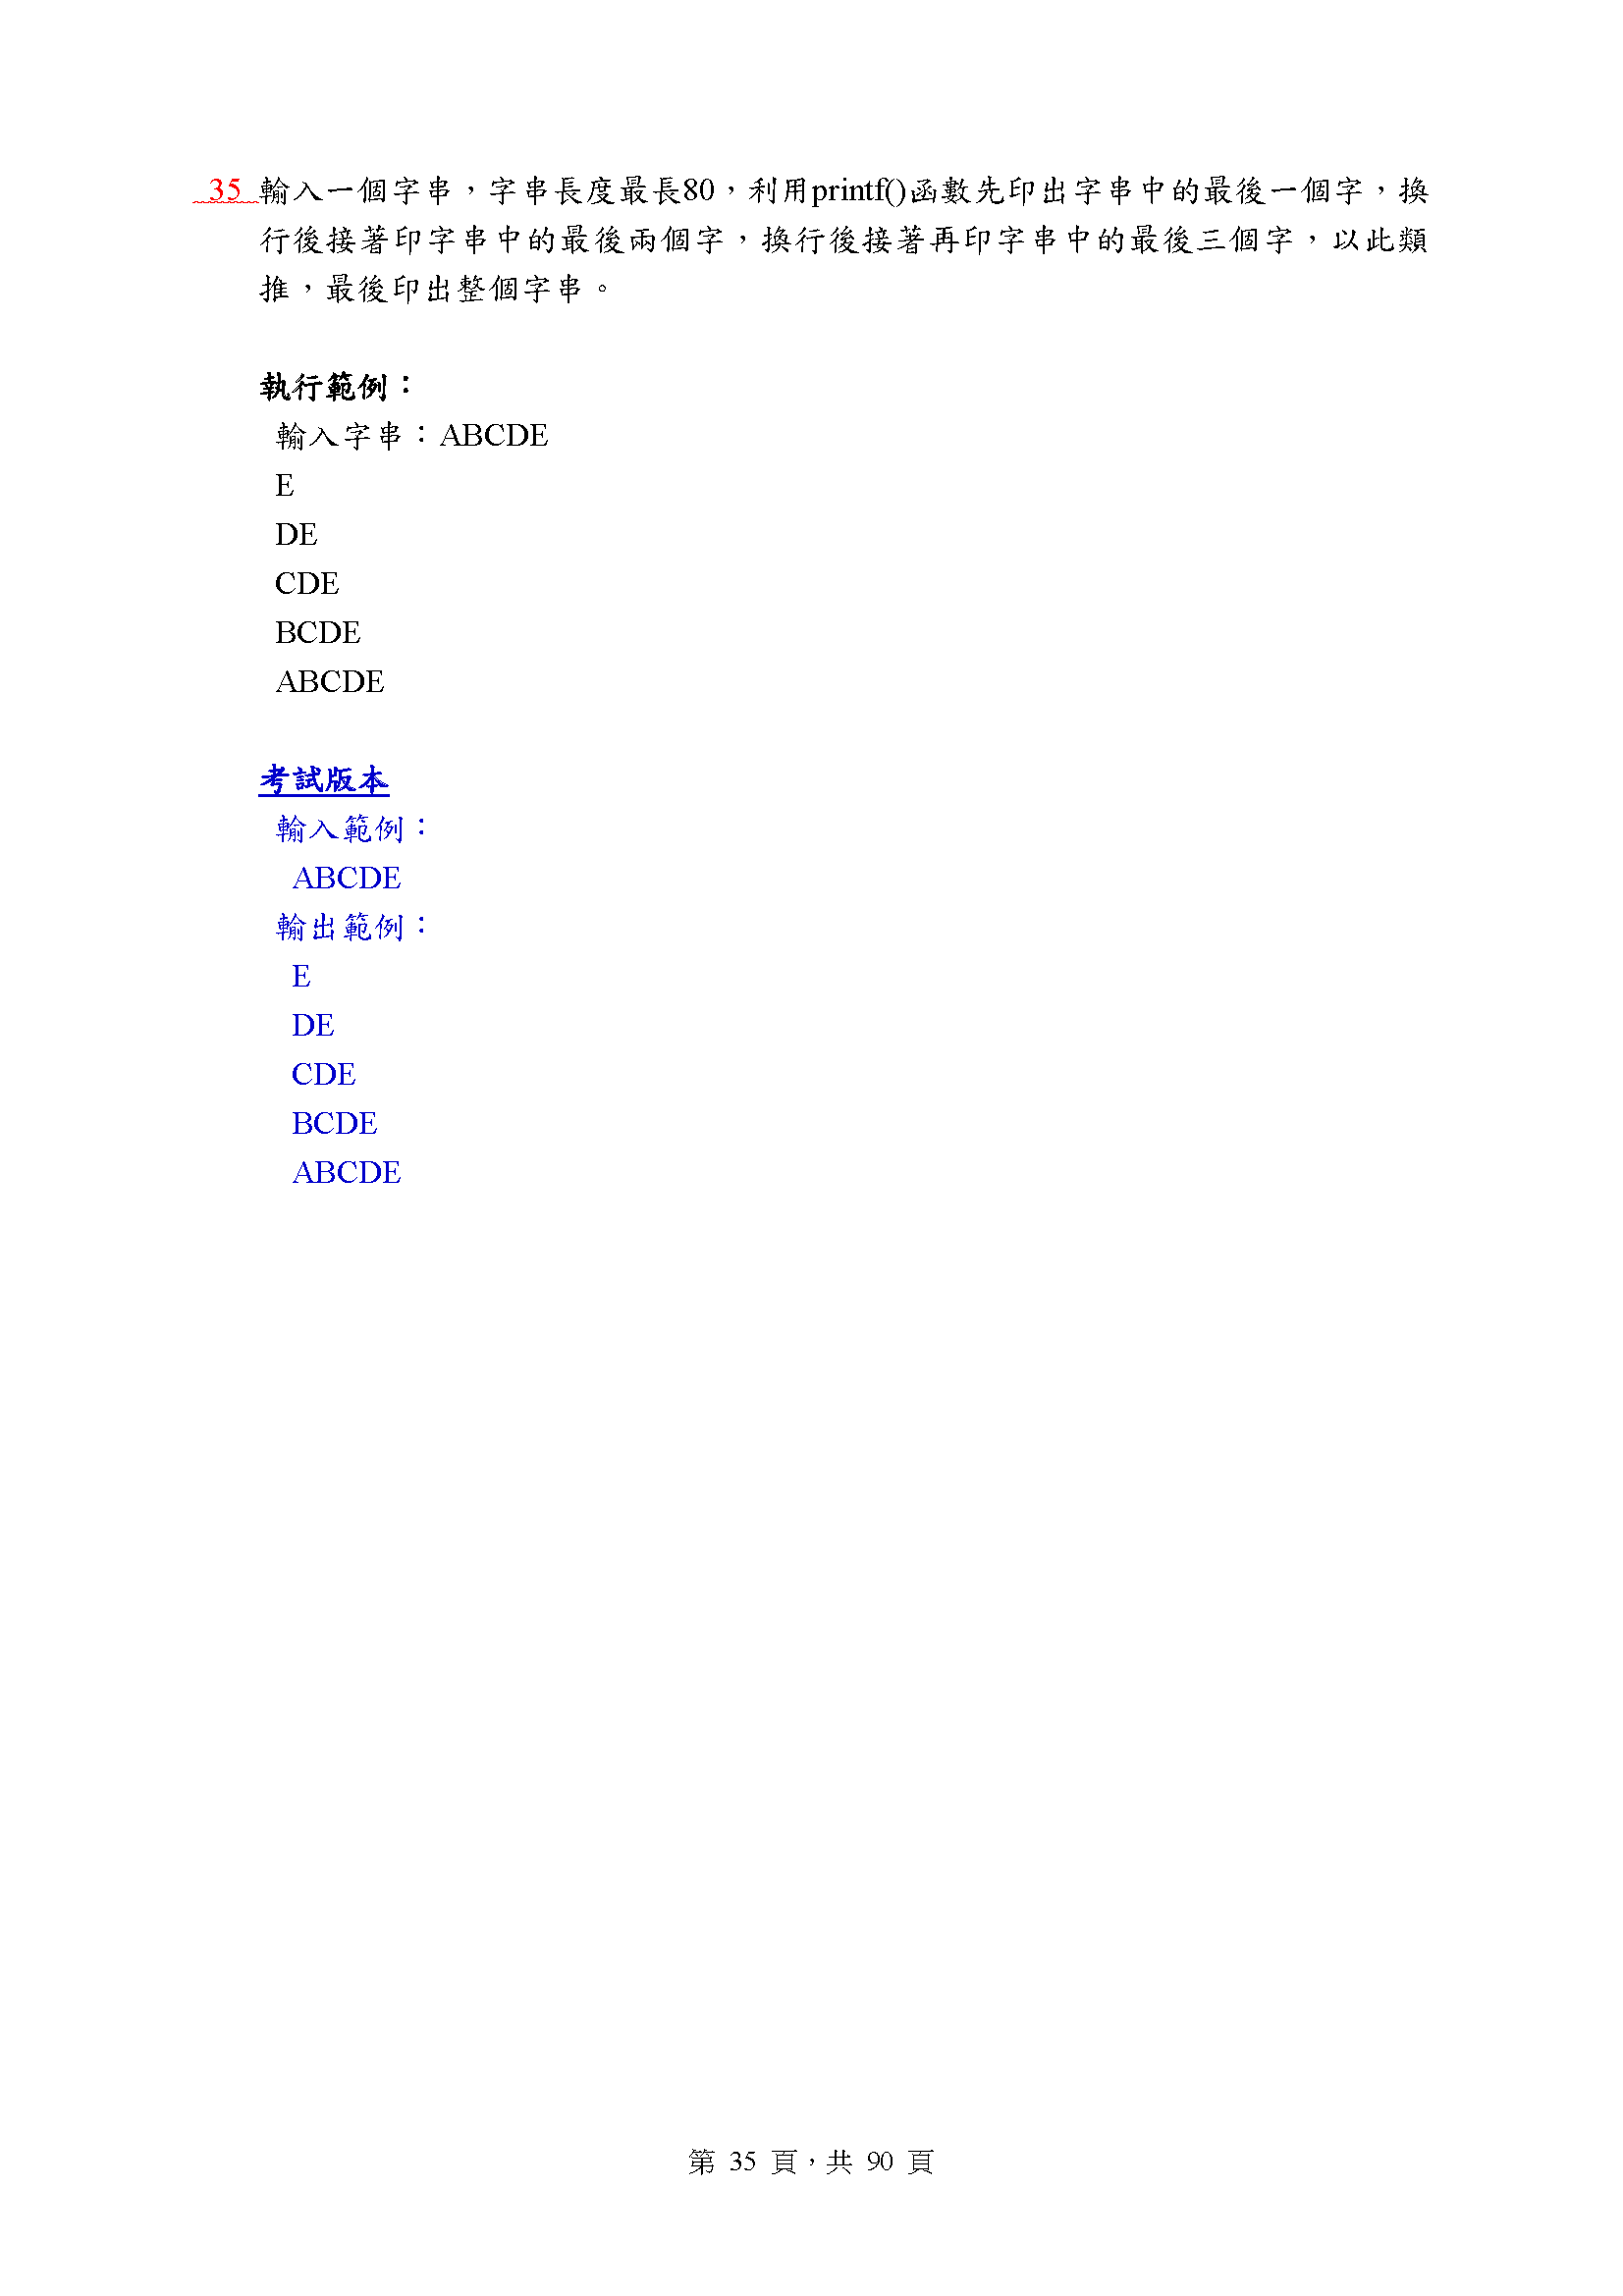 35 輸入一個字串，字串長度最長80，利用printf()函數先印出字串中的最後一個字，換
行後接著印字串中的最後兩個字，換行後接著再印字串中的最後三個字，以此類
推，最後印出整個字串。
執行範例：
輸入字串：ABCDE
E
DE
CDE
BCDE
ABCDE
考試版本
輸入範例：
ABCDE
輸出範例：
E
DE
CDE
BCDE
ABCDE
第 35 頁，共 90 頁